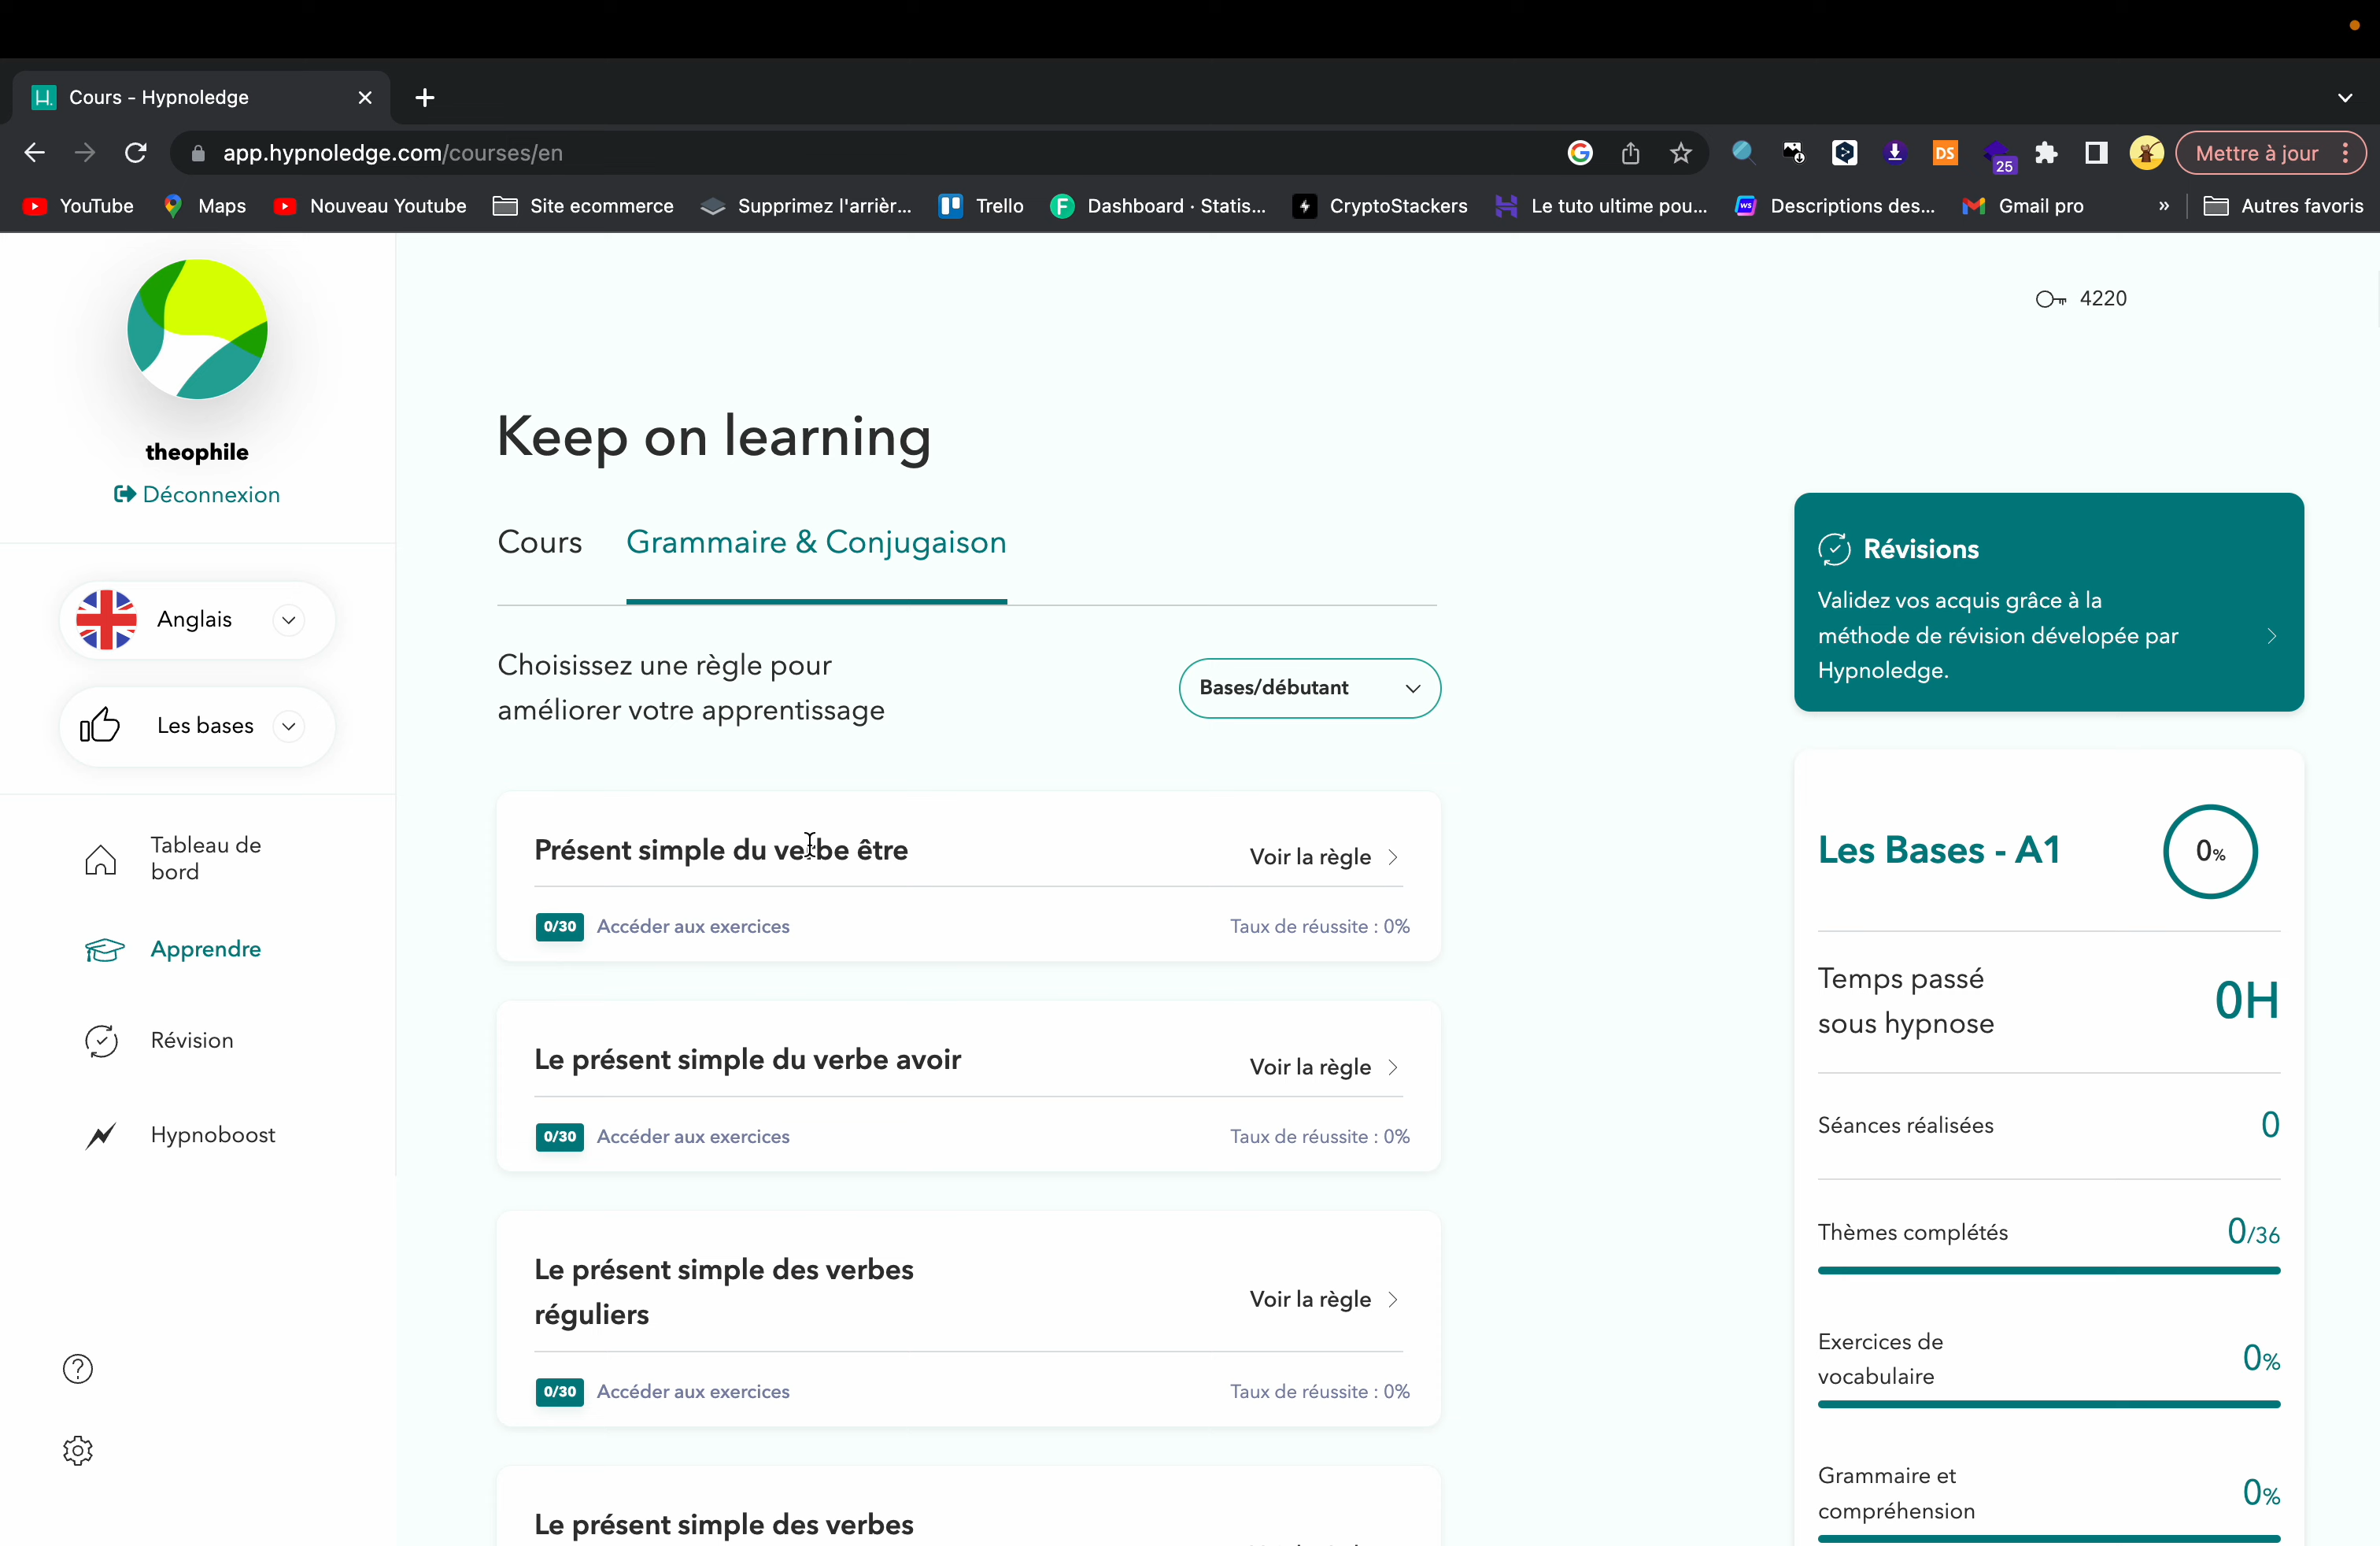 Cours - Hypnoledge
app.hypnoledge.com/courses/en
DS
25
Mettre à jour
YouTube
Maps
Nouveau Youtube
Site ecommerce
Supprimez l'arrièr...
Trello
Dashboard · Statis...
CryptoStackers
Le tuto ultime pou...
Descriptions des...
Gmail pro
»
Autres favoris
theophile
Déconnexion
Anglais
Les bases
Tableau de
bord
Apprendre
Révision
Hypnoboost
4220
Keep on learning
Cours
Grammaire & Conjugaison
Choisissez une règle pour
améliorer votre apprentissage
Bases/débutant
Présent simple du verbe être
Voir la règle
0/30 Accéder aux exercices
Taux de réussite : 0%
Le présent simple du verbe avoir
Voir la règle
0/30 Accéder aux exercices
Taux de réussite : 0%
Le présent simple des verbes
réguliers
Voir la règle
0/30 Accéder aux exercices
Taux de réussite : 0%
Le présent simple des verbes
Révisions
Validez vos acquis grâce à la
méthode de révision dévelopée par
Hypnoledge.
Les Bases - A1
0%
Temps passé
sous hypnose
0H
Séances réalisées
0
Thèmes complétés
0/36
Exercices de
vocabulaire
0%
Grammaire et
compréhension
0%